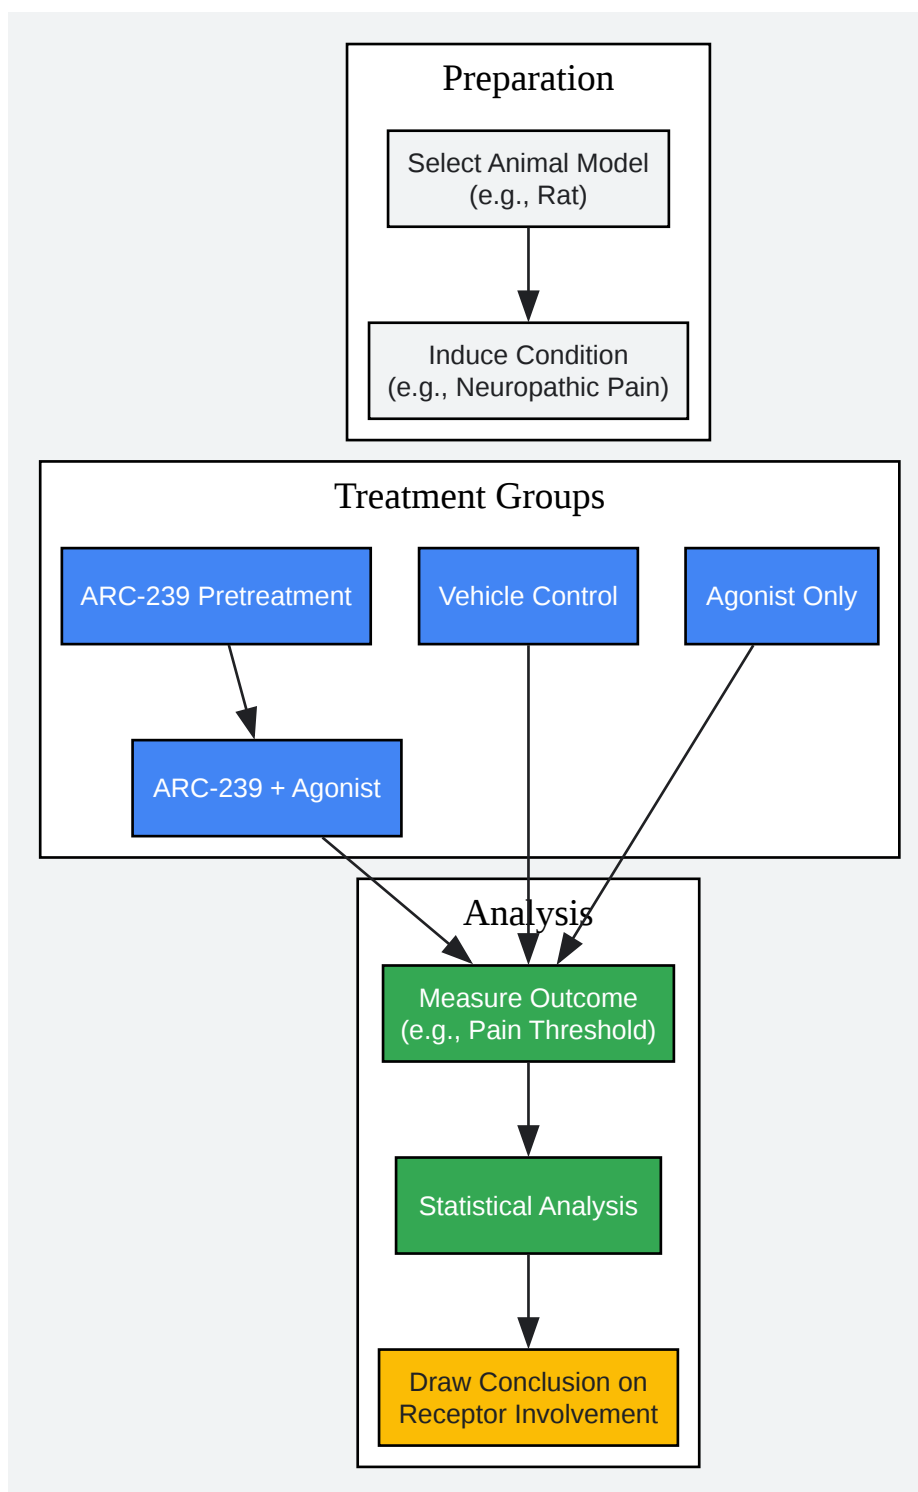 Preparation
Select Animal Model
(e.g., Rat)
Induce Condition
(e.g., Neuropathic Pain)
Treatment Groups
ARC-239 Pretreatment
Vehicle Control
Agonist Only
ARC-239 + Agonist
Analysis
Measure Outcome
(e.g., Pain Threshold)
Statistical Analysis
Draw Conclusion on
Receptor Involvement